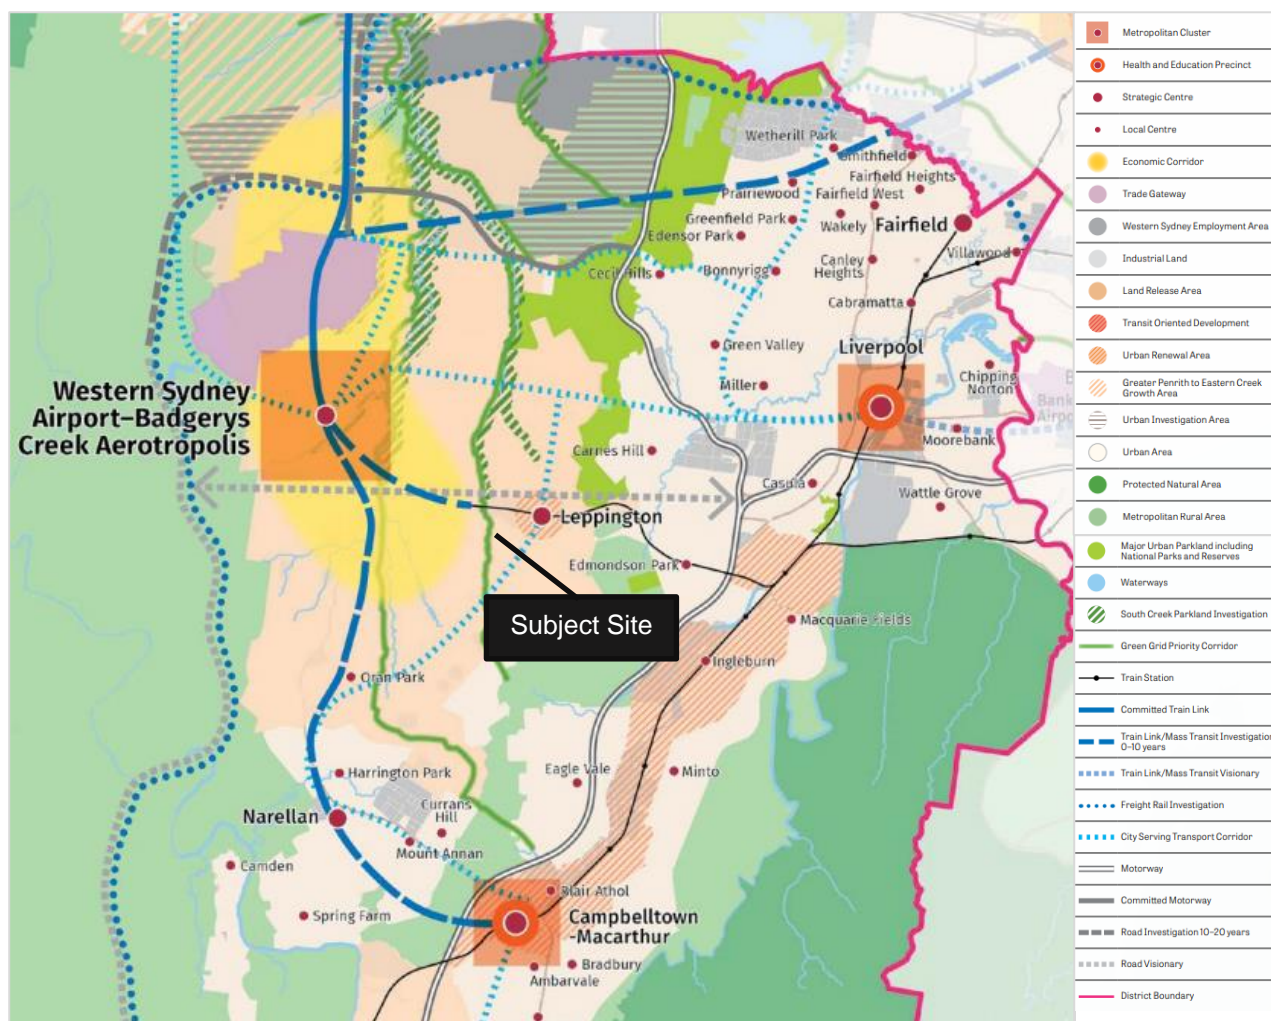 Wetherill Park
Smithfield
Fairfield Heights
Prairiewood
Fairfield West
Greenfield Park
Wakely
Fairfield
Edensor Park
Villawood
Canley
Heights
Cecil Hills
Bonnyrigg
Cabramatta
Green Valley
Liverpool
Chipping
Norton
Miller
Western Sydney
Airport–Badgerys
Creek Aerotropolis
Moorebank
Carnes Hill
Casula
Wattle Grove
Leppington
Edmondson Park
Subject Site
Macquarie Fields
Ingleburn
Oran Park
Harrington Park
Eagle Vale
Minto
Currans
Hill
Narellan
Mount Annan
Camden
Blair Athol
Spring Farm
Campbelltown
-Macarthur
Bradbury
Ambarvale
Metropolitan Cluster
Health and Education Precinct
Strategic Centre
Local Centre
Economic Corridor
Trade Gateway
Western Sydney Employment Area
Industrial Land
Land Release Area
Transit Oriented Development
Urban Renewal Area
Greater Penrith to Eastern Creek
Growth Area
Urban Investigation Area
Urban Area
Protected Natural Area
Metropolitan Rural Area
Major Urban Parkland including
National Parks and Reserves
Waterways
South Creek Parkland Investigation
Green Grid Priority Corridor
Train Station
Committed Train Link
Train Link/Mass Transit Investigation
0–10 years
Train Link/Mass Transit Visionary
Freight Rail Investigation
City Serving Transport Corridor
Motorway
Committed Motorway
Road Investigation 10–20 years
Road Visionary
District Boundary